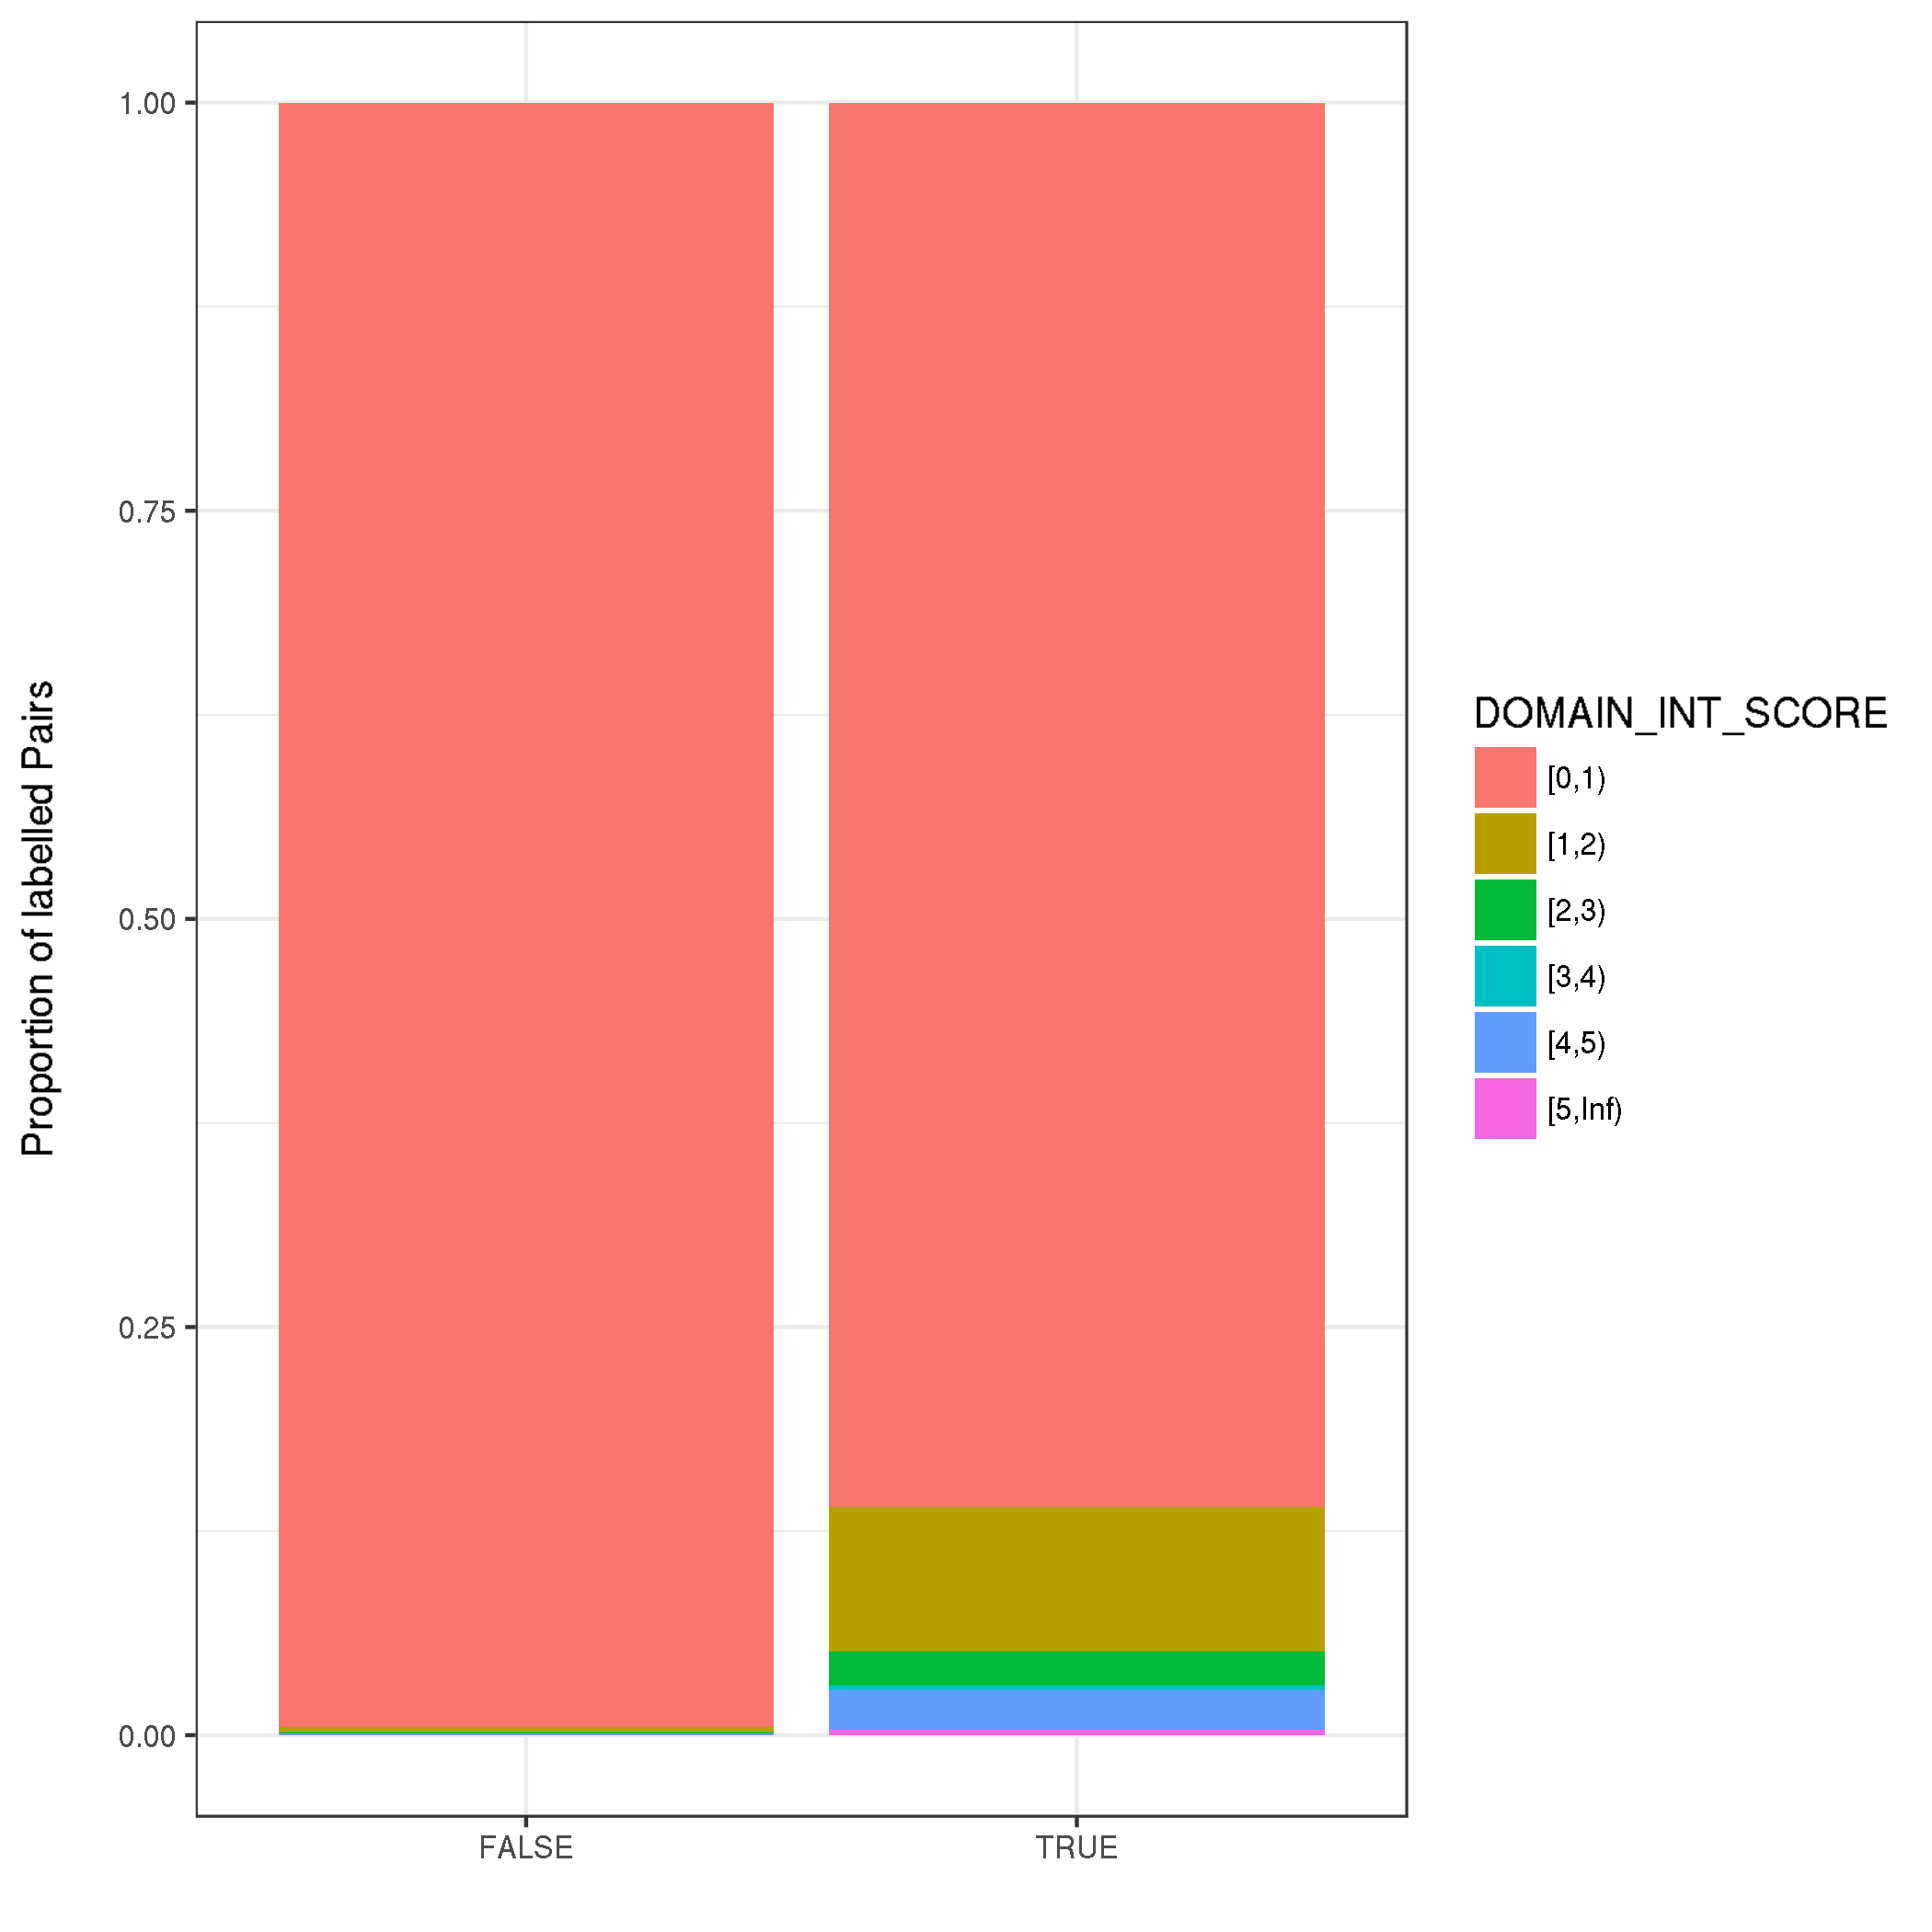 Proportion of labelled Pairs
1.00
0.75
0.50
0.25
0.00
FALSE
TRUE
DOMAIN_INT_SCORE
[0,1)
[1,2)
[2,3)
[3,4)
[4,5)
[5,Inf)